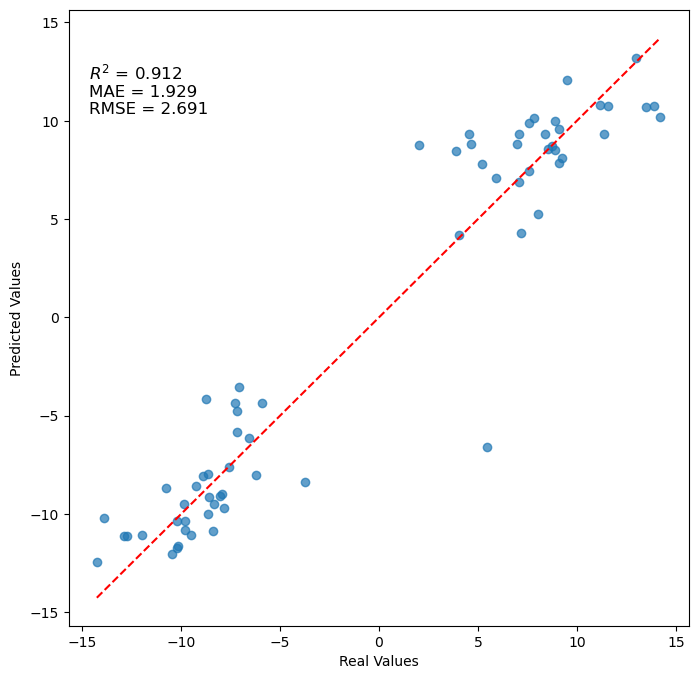 15
10
5
0
−5
−10
−15
R² = 0.912
MAE = 1.929
RMSE = 2.691
Predicted Values
−15 −10 −5 0 5 10 15
Real Values